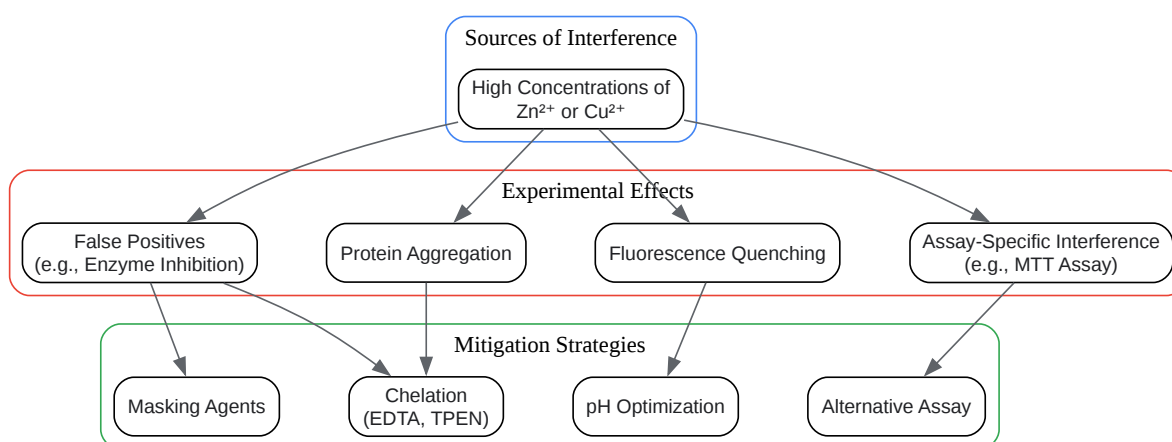 Sources of Interference
High Concentrations of
Zn²⁺ or Cu²⁺
Experimental Effects
False Positives
(e.g., Enzyme Inhibition)
Protein Aggregation
Fluorescence Quenching
Assay-Specific Interference
(e.g., MTT Assay)
Mitigation Strategies
Masking Agents
Chelation
(EDTA, TPEN)
pH Optimization
Alternative Assay